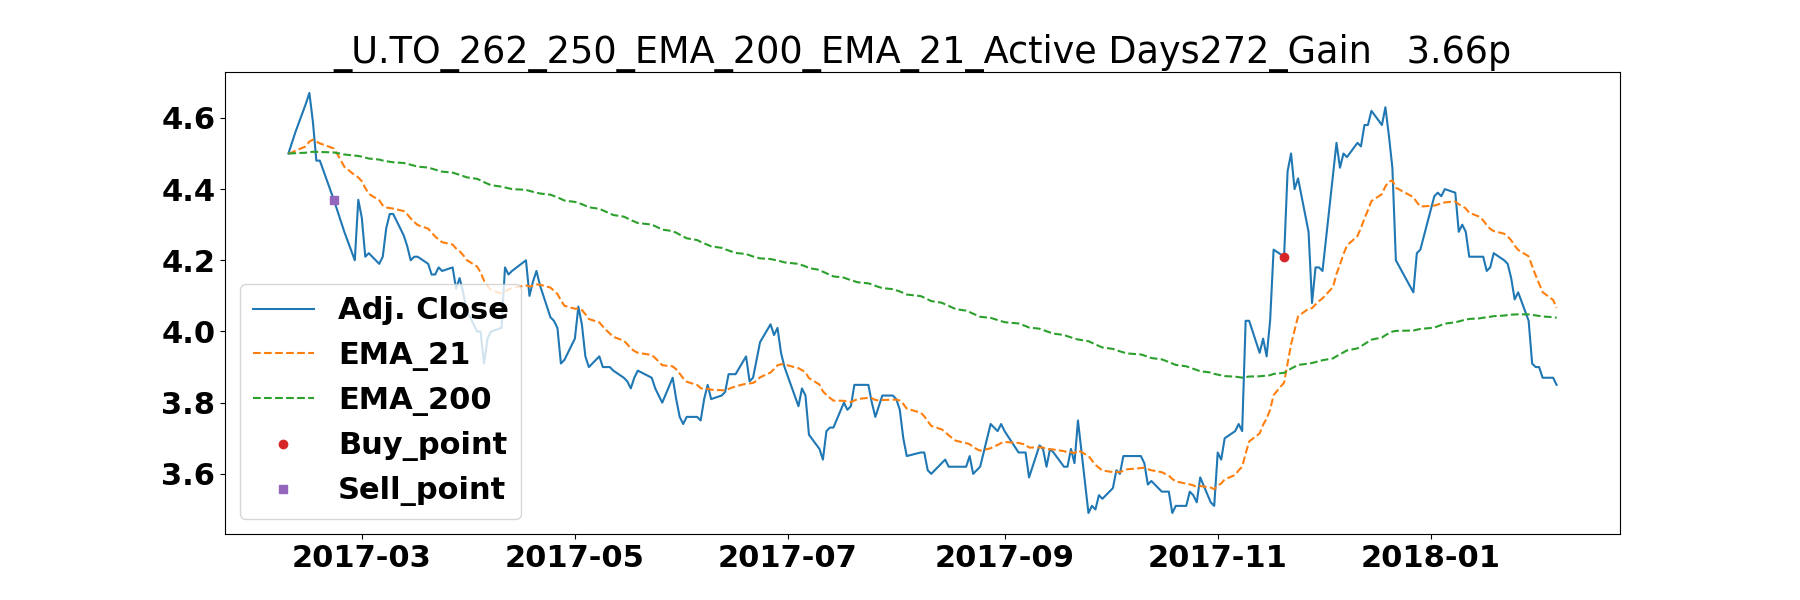 _U.TO_262_250_EMA_200_EMA_21_Active Days272_Gain   3.66p
4.6
4.4
4.2
4.0
3.8
3.6
Adj. Close
EMA_21
EMA_200
Buy_point
Sell_point
2017-03 2017-05 2017-07 2017-09 2017-11 2018-01